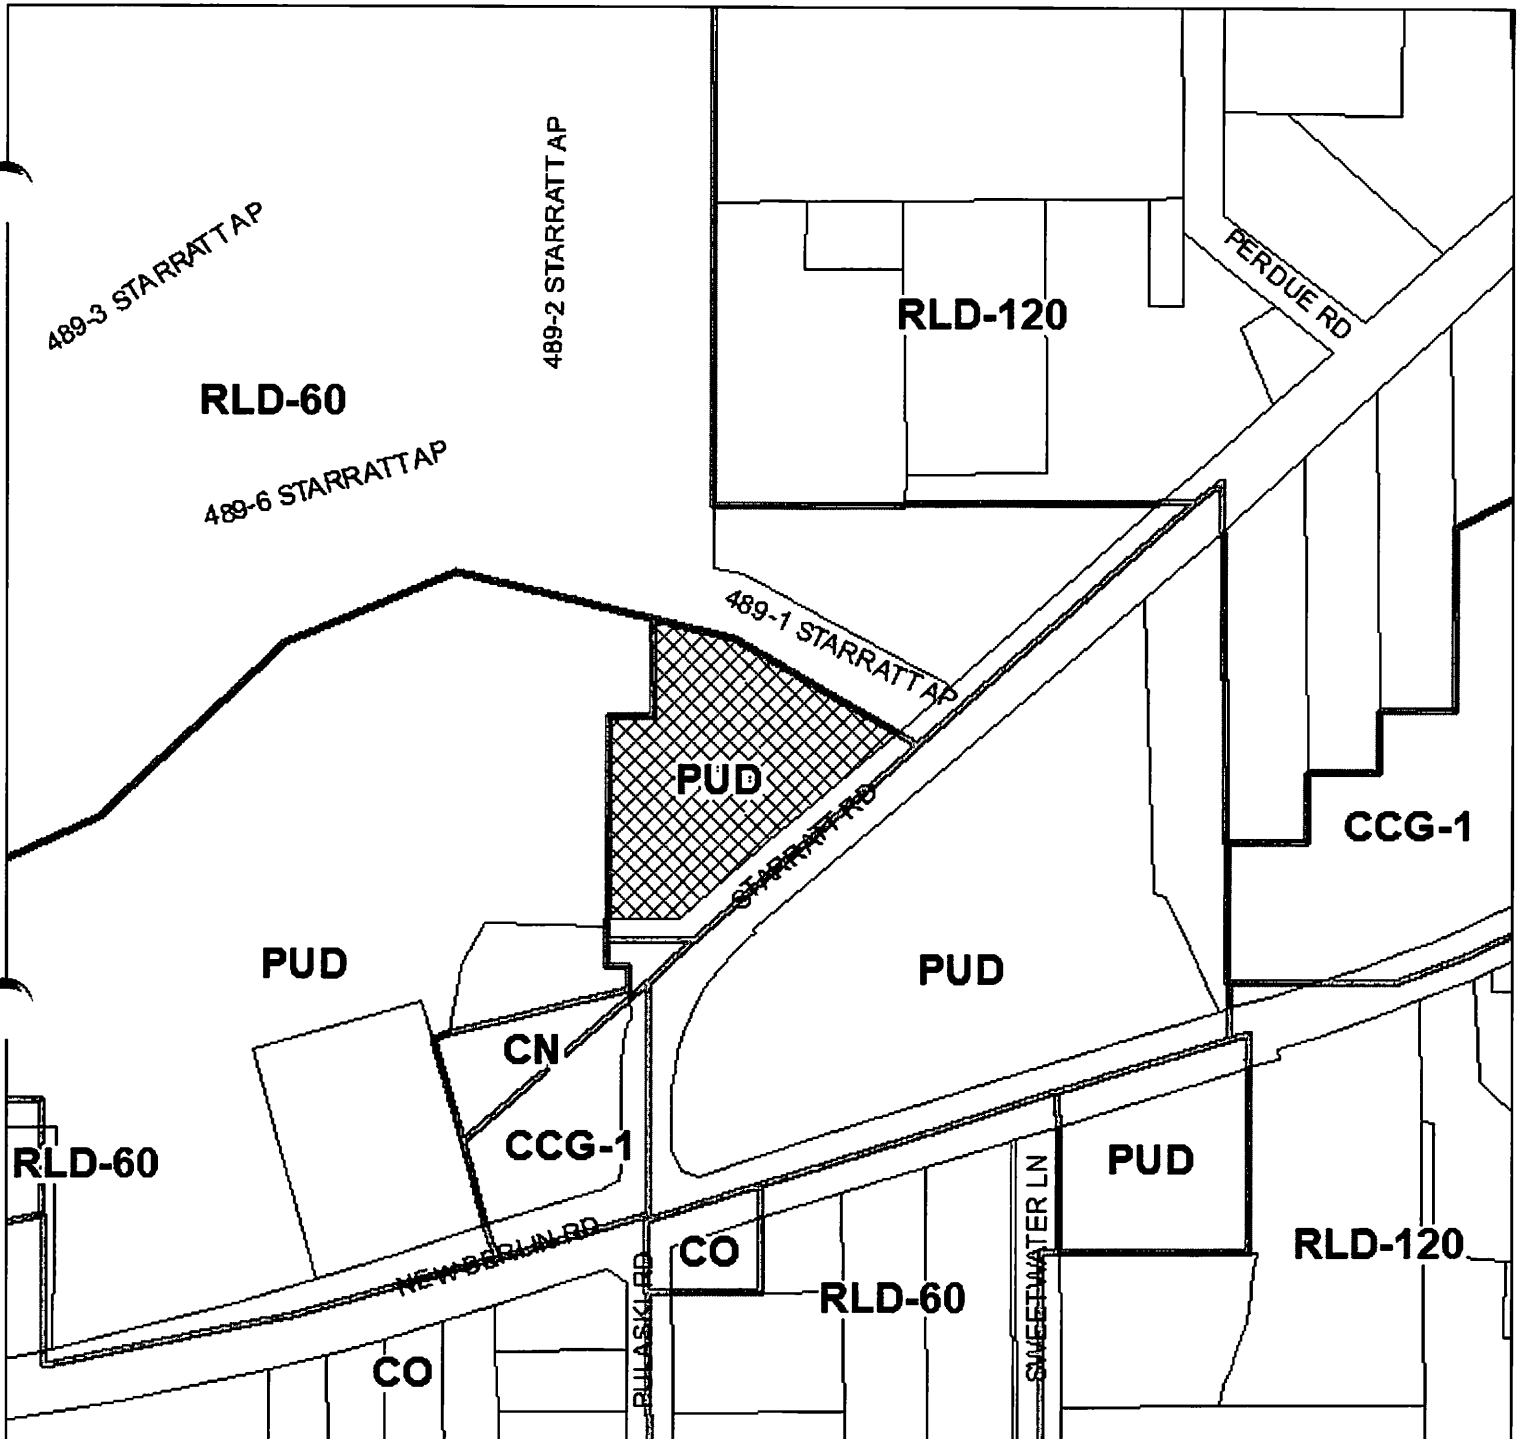 489-3 STARRATT AP
489-2 STARRATT AP
PERDUE RD
RLD-120
RLD-60
489-6 STARRATT AP
489-1 STARRATT AP
PUD
STARRATT RD
CCG-1
PUD
PUD
CN
CCG-1
RLD-60
PUD
SWEETWATER LN
NEW BERLIN RD
CO
RLD-120
PULASKI RD
RLD-60
CO